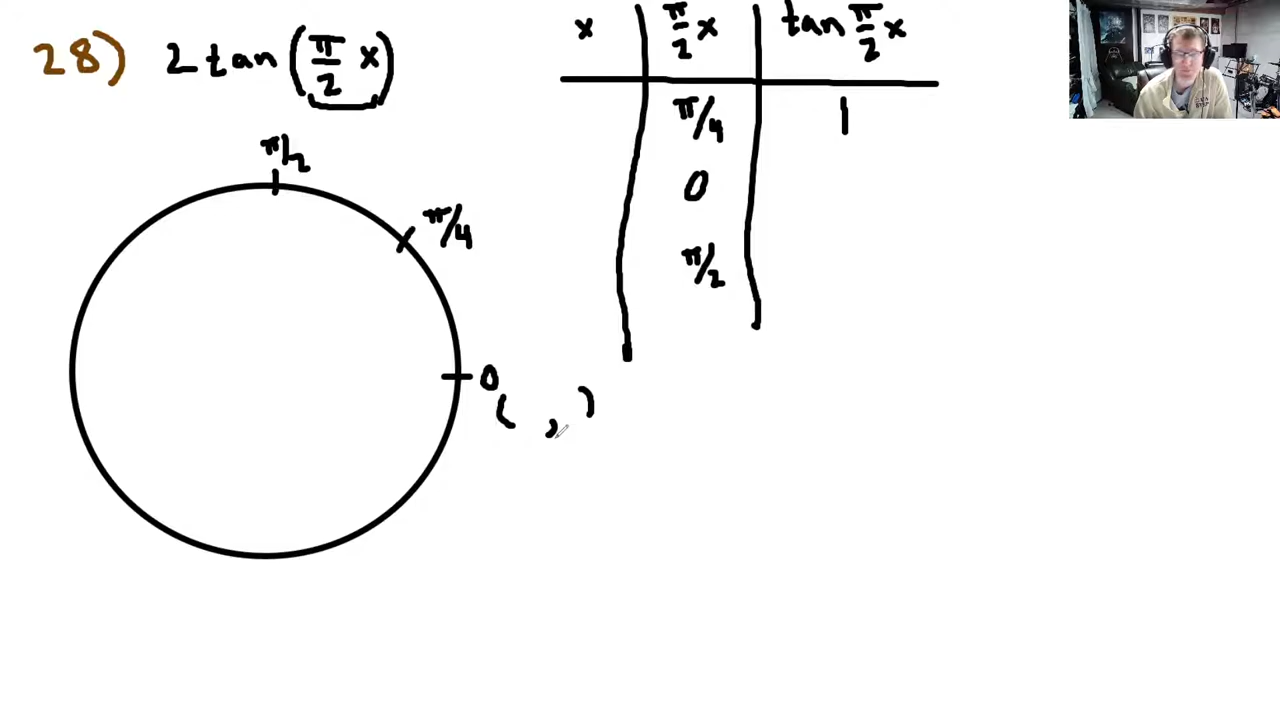 28) 2 tan (π/2 x)
x π/2 x tan π/2 x
π/4 1
0
π/2
π/2
π/4
0
( , )